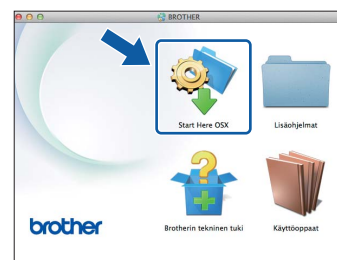 BROTHER
Start Here OSX
Lisäohjelmat
Brotherin tekninen tuki
Käyttöoppaat
brother